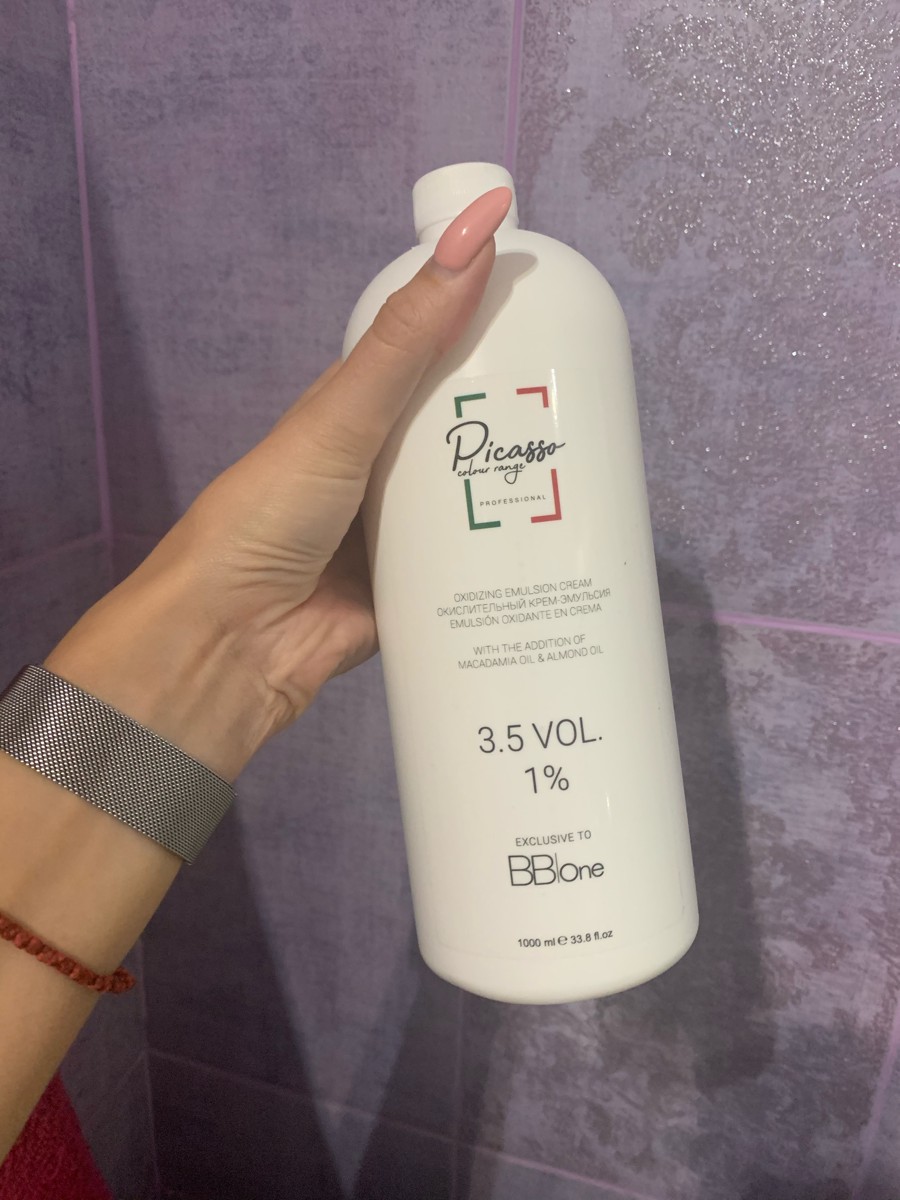 Picasso
colour range
PROFESSIONAL
OXIDIZING EMULSION CREAM
ОКИСЛИТЕЛЬНЫЙ КРЕМ-ЭМУЛЬСИЯ
EMULSIÓN OXIDANTE EN CREMA
WITH THE ADDITION OF
MACADAMIA OIL & ALMOND OIL
3.5 VOL.
1%
EXCLUSIVE TO
BB|One
1000 ml ℮ 33.8 fl.oz